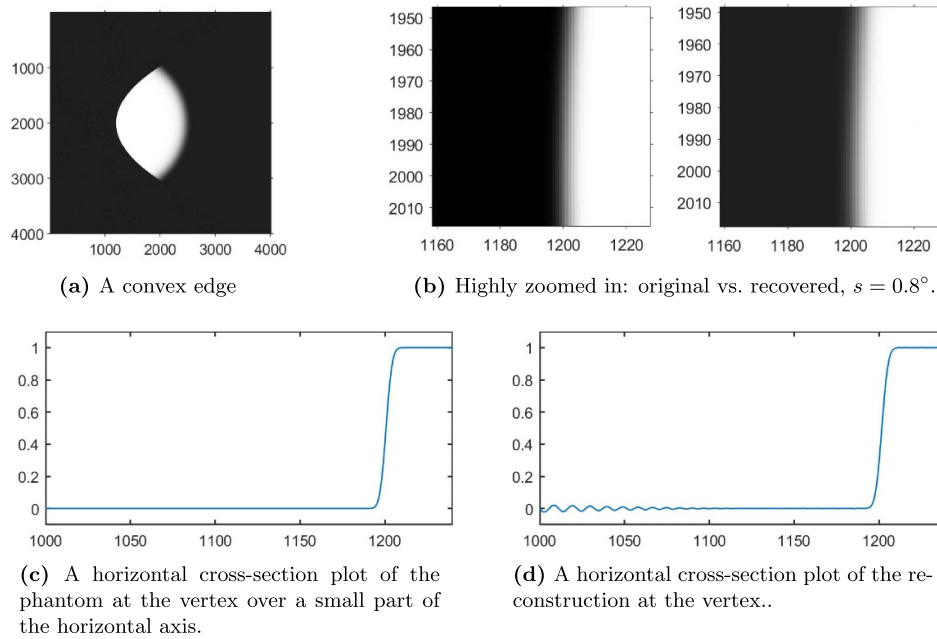 1000
2000
3000
4000
1000 2000 3000 4000
(a) A convex edge
1950
1960
1970
1980
1990
2000
2010
1160 1180 1200 1220
1950
1960
1970
1980
1990
2000
2010
1160 1180 1200 1220
(b) Highly zoomed in: original vs. recovered, s = 0.8°.
1
0.8
0.6
0.4
0.2
0
1000 1050 1100 1150 1200
(c) A horizontal cross-section plot of the
phantom at the vertex over a small part of
the horizontal axis.
1
0.8
0.6
0.4
0.2
0
1000 1050 1100 1150 1200
(d) A horizontal cross-section plot of the re-
construction at the vertex..